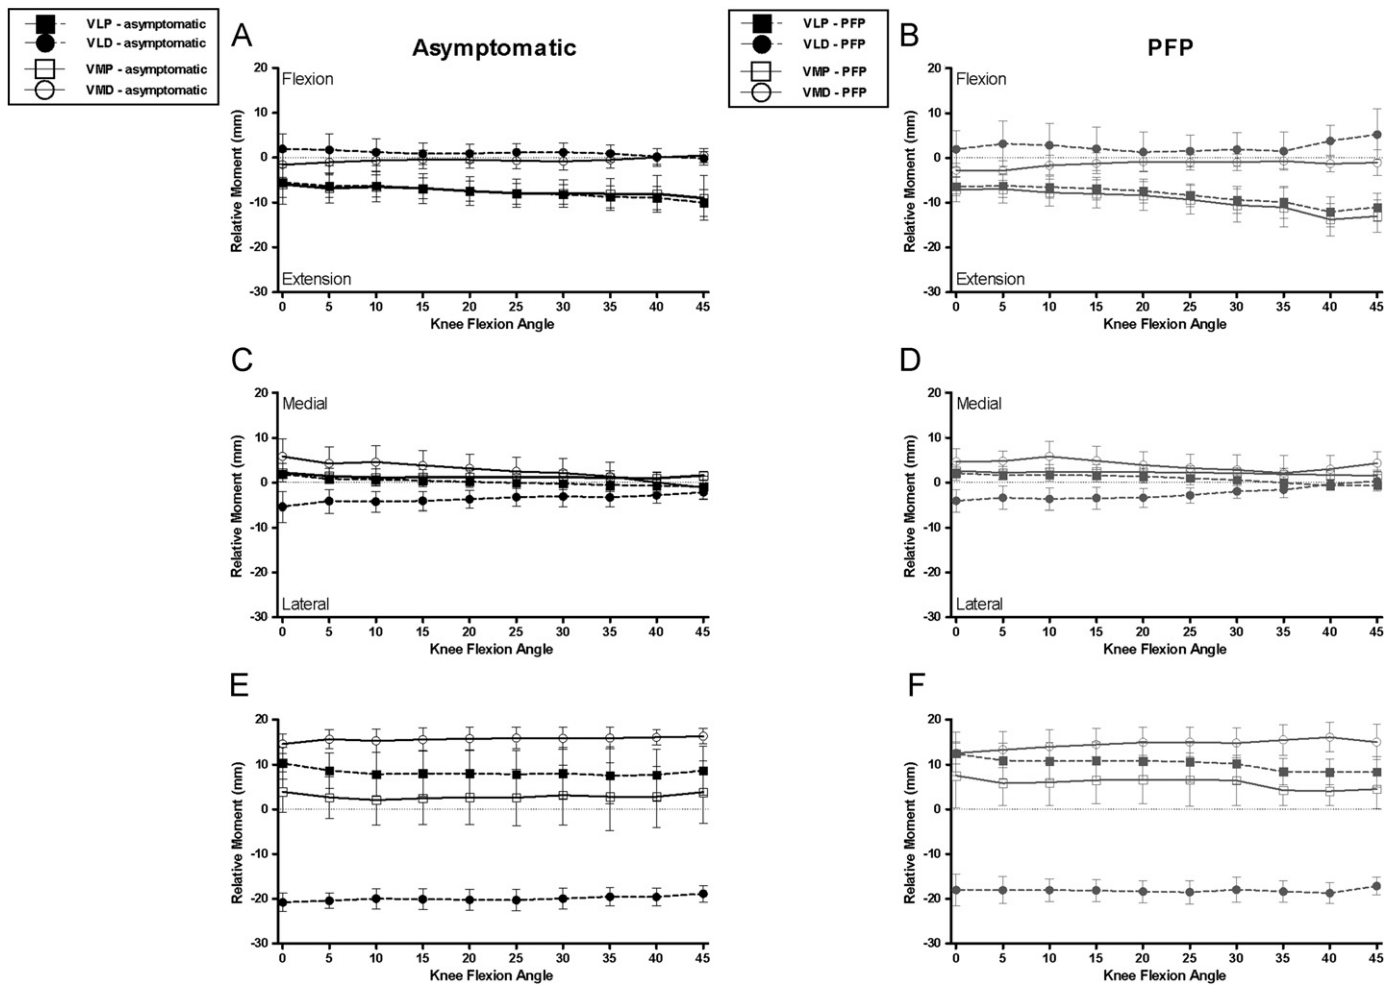 VLP - asymptomatic
VLD - asymptomatic
VMP - asymptomatic
VMD - asymptomatic
VLP - PFP
VLD - PFP
VMP - PFP
VMD - PFP
A
Asymptomatic
Flexion
20
10
0
-10
-20
-30
Relative Moment (mm)
Extension
0 5 10 15 20 25 30 35 40 45
Knee Flexion Angle
B
PFP
Flexion
20
10
0
-10
-20
-30
Relative Moment (mm)
Extension
0 5 10 15 20 25 30 35 40 45
Knee Flexion Angle
C
Medial
20
10
0
-10
-20
-30
Relative Moment (mm)
Lateral
0 5 10 15 20 25 30 35 40 45
Knee Flexion Angle
D
Medial
20
10
0
-10
-20
-30
Relative Moment (mm)
Lateral
0 5 10 15 20 25 30 35 40 45
Knee Flexion Angle
E
20
10
0
-10
-20
-30
Relative Moment (mm)
0 5 10 15 20 25 30 35 40 45
Knee Flexion Angle
F
20
10
0
-10
-20
-30
Relative Moment (mm)
0 5 10 15 20 25 30 35 40 45
Knee Flexion Angle